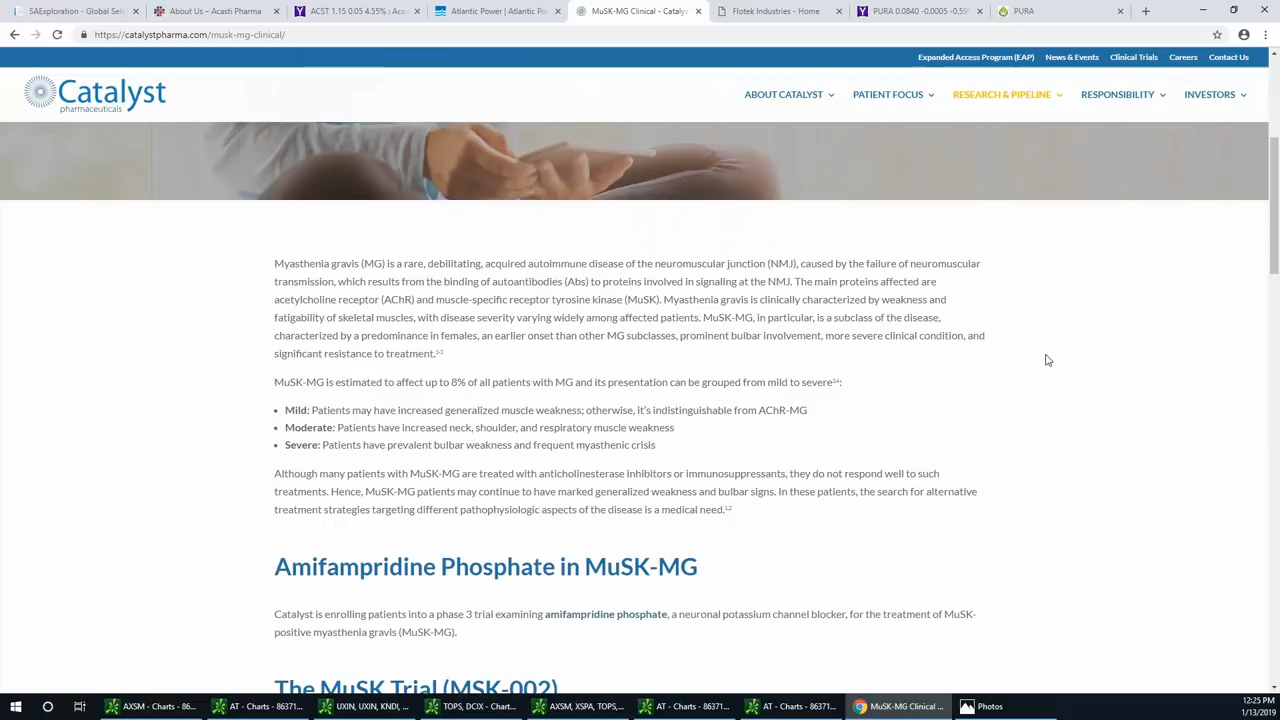 SAExploration - Global Seis
About Us – Acasti Pharma
ACST 1.15 0.05 4.55% : Aca
Atlantic Power | Atlantic Po
MuSK-MG Clinical - Catalys
Flotek Industries - Home
PURA 0.0840 -0.0005 -0.59
PURA
https://catalystpharma.com/musk-mg-clinical/
Expanded Access Program (EAP) News & Events Clinical Trials Careers Contact Us
Catalyst
pharmaceuticals
ABOUT CATALYST PATIENT FOCUS RESEARCH & PIPELINE RESPONSIBILITY INVESTORS
Myasthenia gravis (MG) is a rare, debilitating, acquired autoimmune disease of the neuromuscular junction (NMJ), caused by the failure of neuromuscular
transmission, which results from the binding of autoantibodies (Abs) to proteins involved in signaling at the NMJ. The main proteins affected are
acetylcholine receptor (AChR) and muscle-specific receptor tyrosine kinase (MuSK). Myasthenia gravis is clinically characterized by weakness and
fatigability of skeletal muscles, with disease severity varying widely among affected patients. MuSK-MG, in particular, is a subclass of the disease,
characterized by a predominance in females, an earlier onset than other MG subclasses, prominent bulbar involvement, more severe clinical condition, and
significant resistance to treatment.1-3
MuSK-MG is estimated to affect up to 8% of all patients with MG and its presentation can be grouped from mild to severe3,4:
• Mild: Patients may have increased generalized muscle weakness; otherwise, it's indistinguishable from AChR-MG
• Moderate: Patients have increased neck, shoulder, and respiratory muscle weakness
• Severe: Patients have prevalent bulbar weakness and frequent myasthenic crisis
Although many patients with MuSK-MG are treated with anticholinesterase inhibitors or immunosuppressants, they do not respond well to such
treatments. Hence, MuSK-MG patients may continue to have marked generalized weakness and bulbar signs. In these patients, the search for alternative
treatment strategies targeting different pathophysiologic aspects of the disease is a medical need.1,2
Amifampridine Phosphate in MuSK-MG
Catalyst is enrolling patients into a phase 3 trial examining amifampridine phosphate, a neuronal potassium channel blocker, for the treatment of MuSK-
positive myasthenia gravis (MuSK-MG).
The MuSK Trial (MSK-002)
AXSM - Charts - 86...
AT - Charts - 86371...
UXIN, UXIN, KNDI, ...
TOPS, DCIX - Chart...
AXSM, XSPA, TOPS,...
AT - Charts - 86371...
AT - Charts - 86371...
MuSK-MG Clinical ...
Photos
12:25 PM
1/13/2019